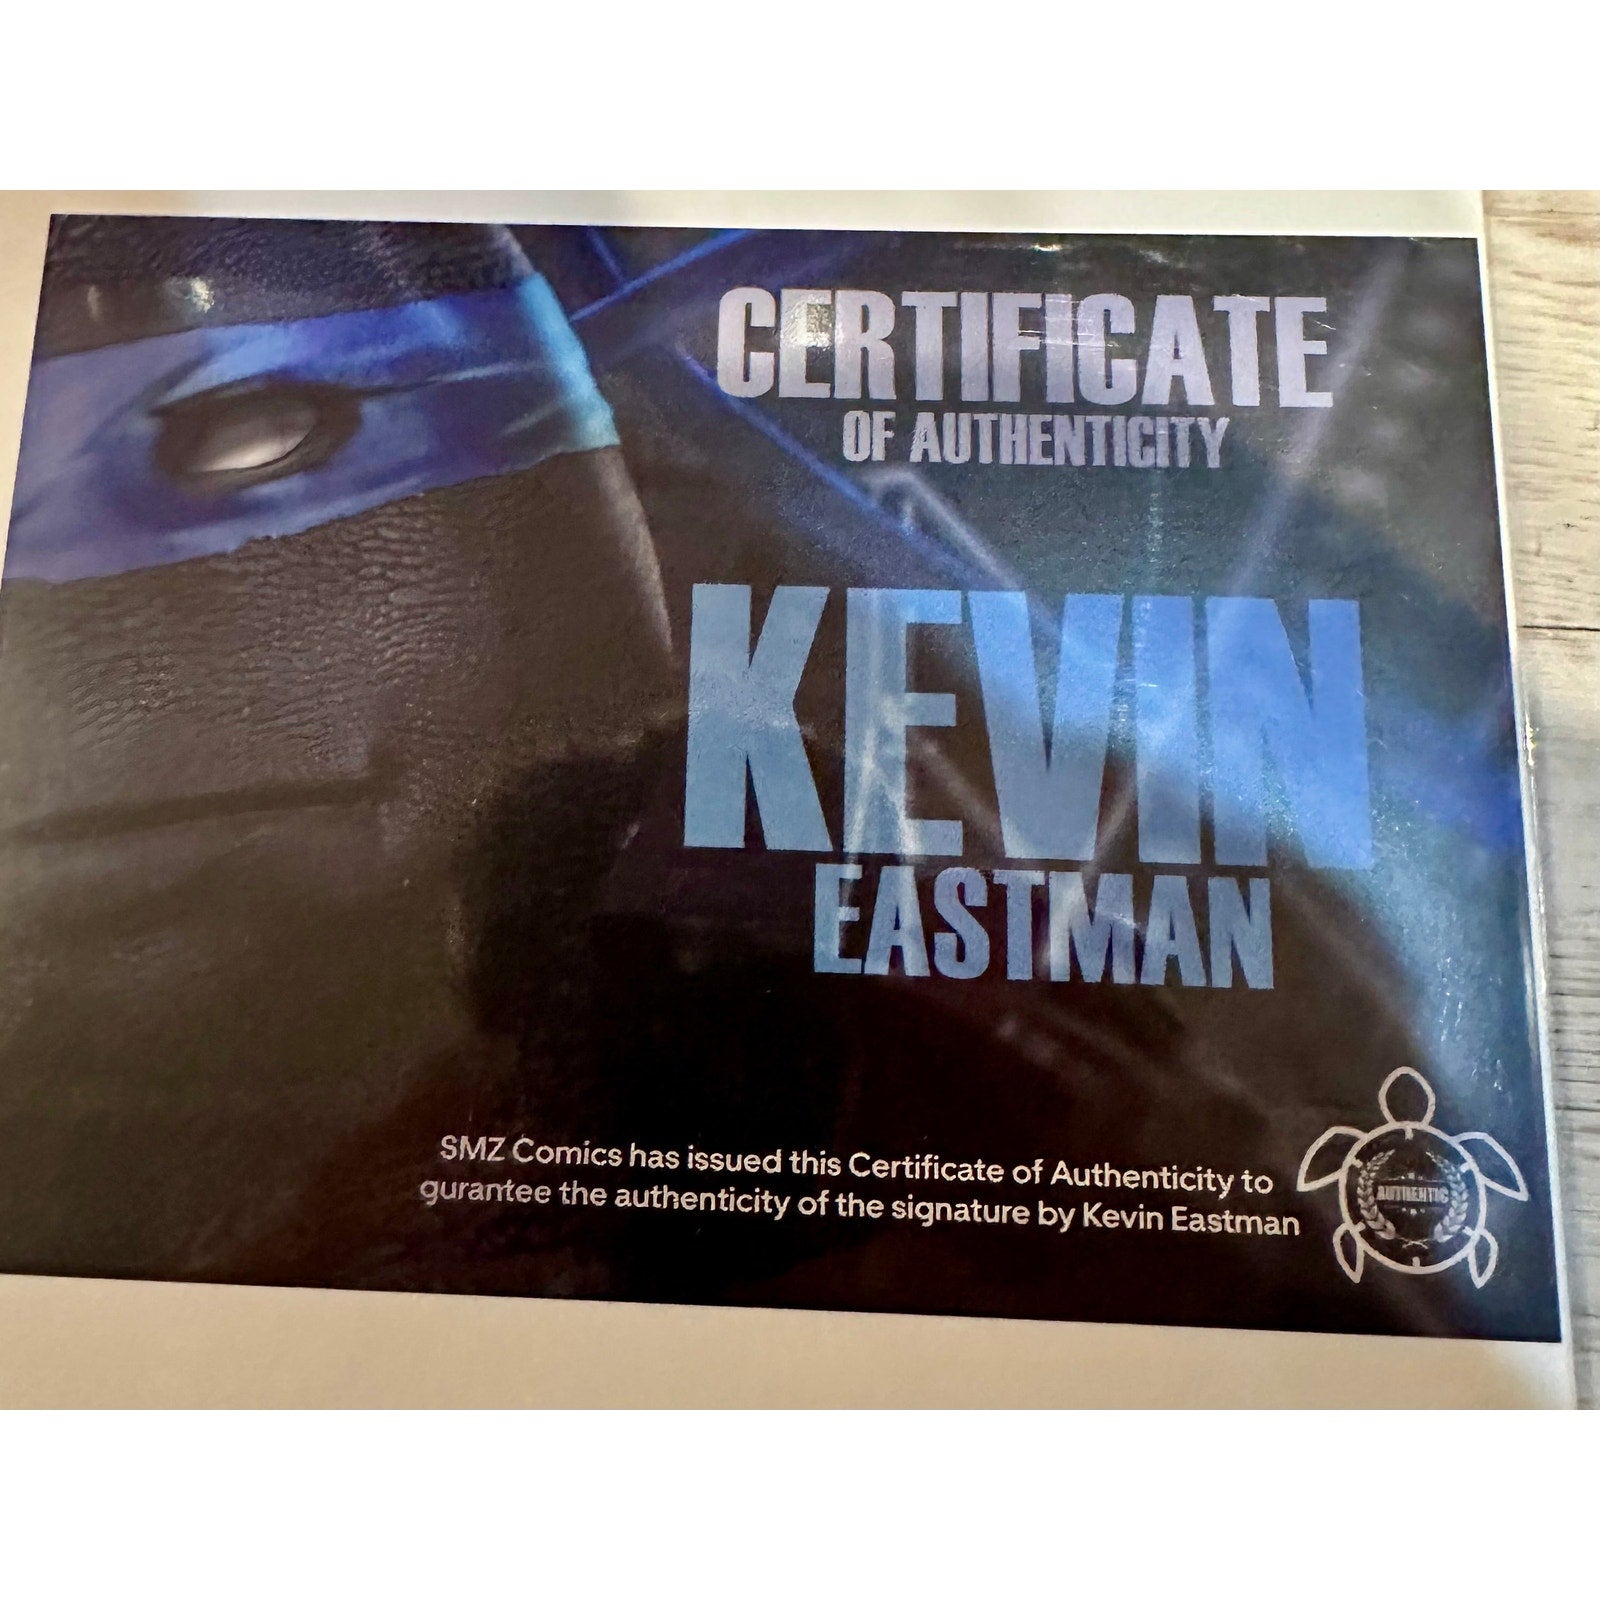 CERTIFICATE
OF AUTHENTICITY
KEVIN
EASTMAN
SMZ Comics has issued this Certificate of Authenticity to
gurantee the authenticity of the signature by Kevin Eastman
AUTHENTIC